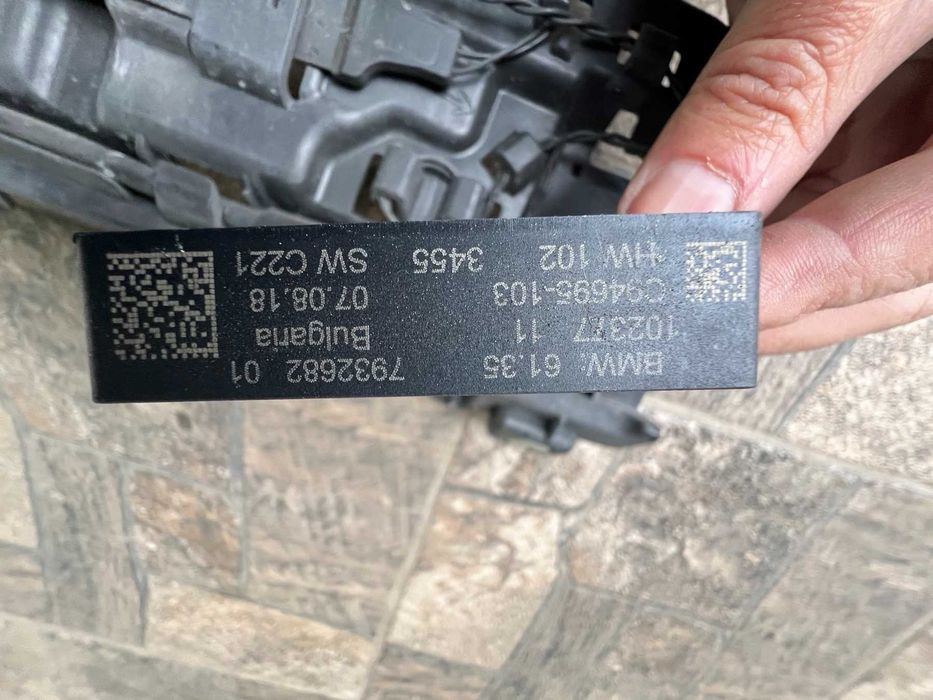 BMW: 61.35 7932682 01
102377 11 Bulgaria
C94695-103 07.08.18
HW 102 3455 SW C221